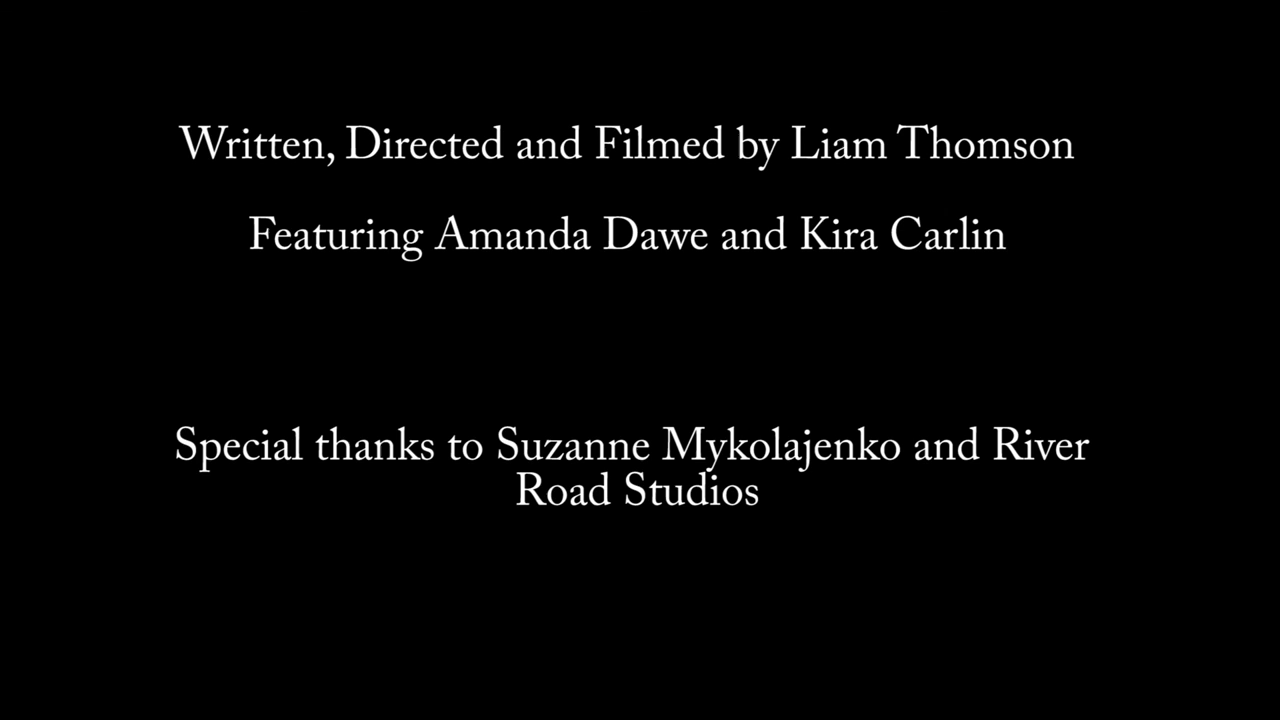 Written, Directed and Filmed by Liam Thomson
Featuring Amanda Dawe and Kira Carlin
Special thanks to Suzanne Mykolajenko and River
Road Studios